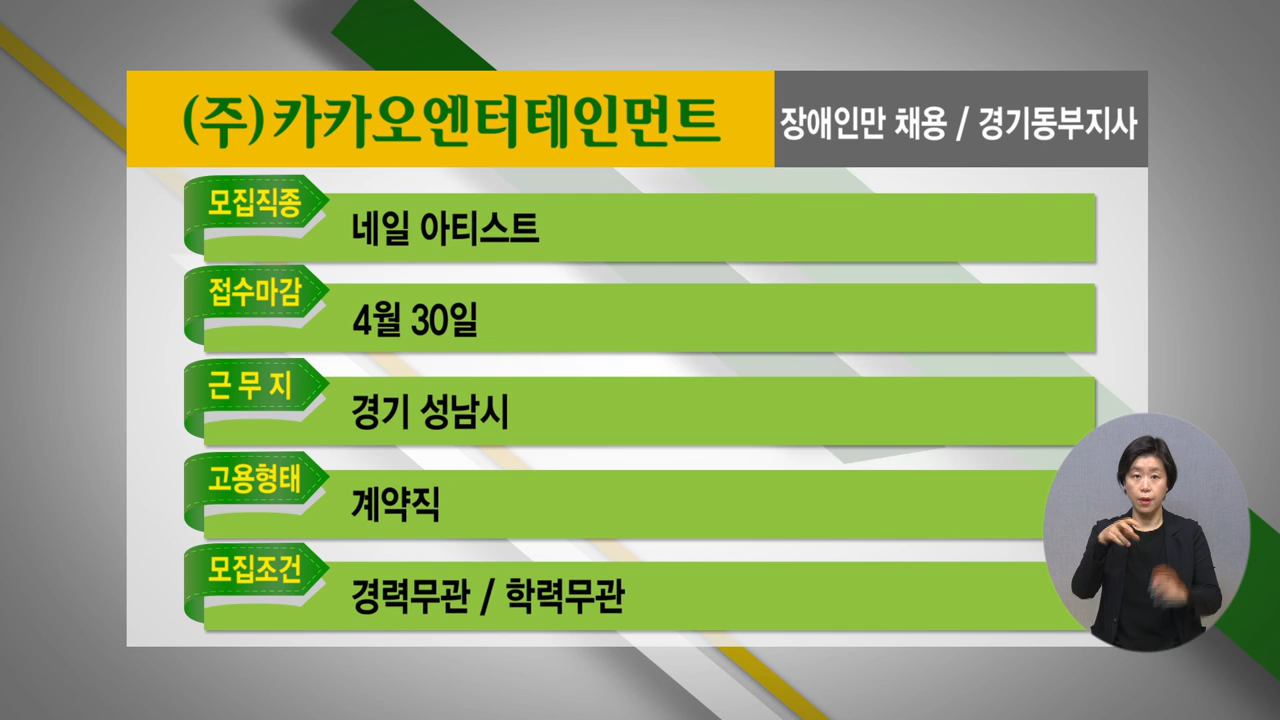 (주)카카오엔터테인먼트
장애인만 채용 / 경기동부지사
모집직종
네일 아티스트
접수마감
4월 30일
근 무 지
경기 성남시
고용형태
계약직
모집조건
경력무관 / 학력무관